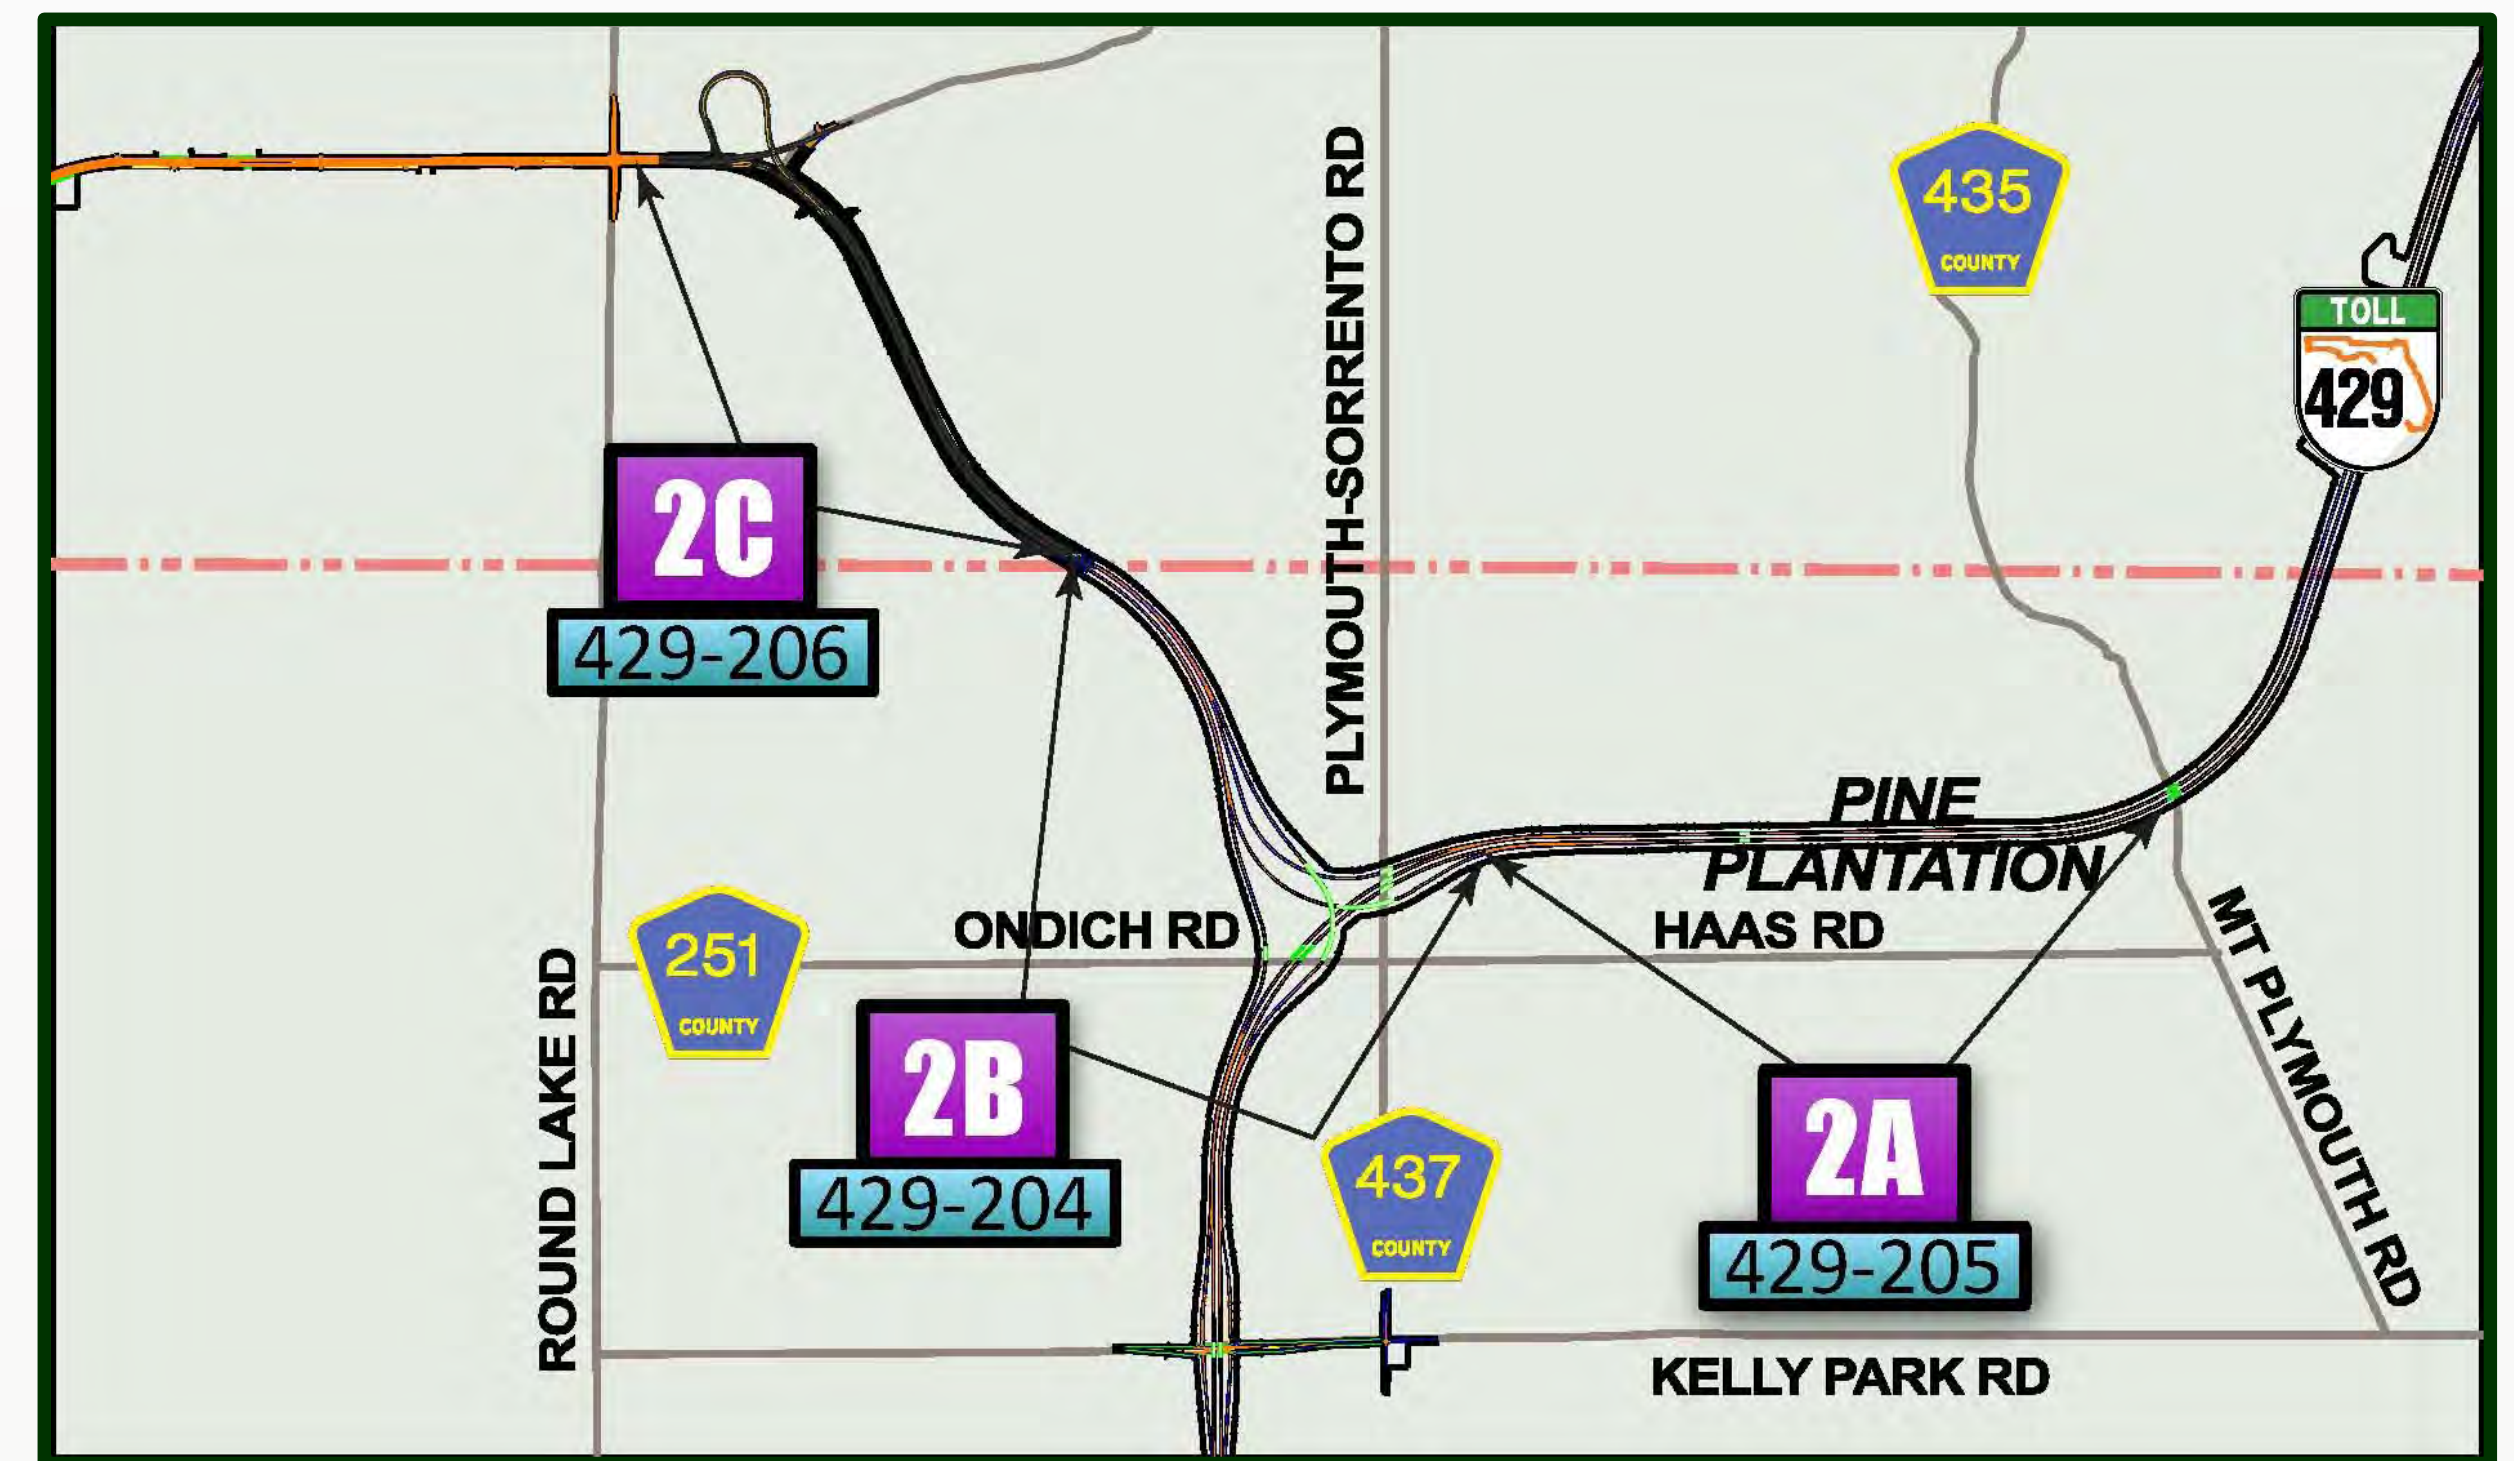 PLYMOUTH-SORRENTO RD
435
COUNTY
TOLL
429
2C
429-206
PINE
PLANTATION
ONDICH RD
HAAS RD
251
COUNTY
ROUND LAKE RD
MT PLYMOUTH RD
2B
429-204
437
COUNTY
2A
429-205
KELLY PARK RD